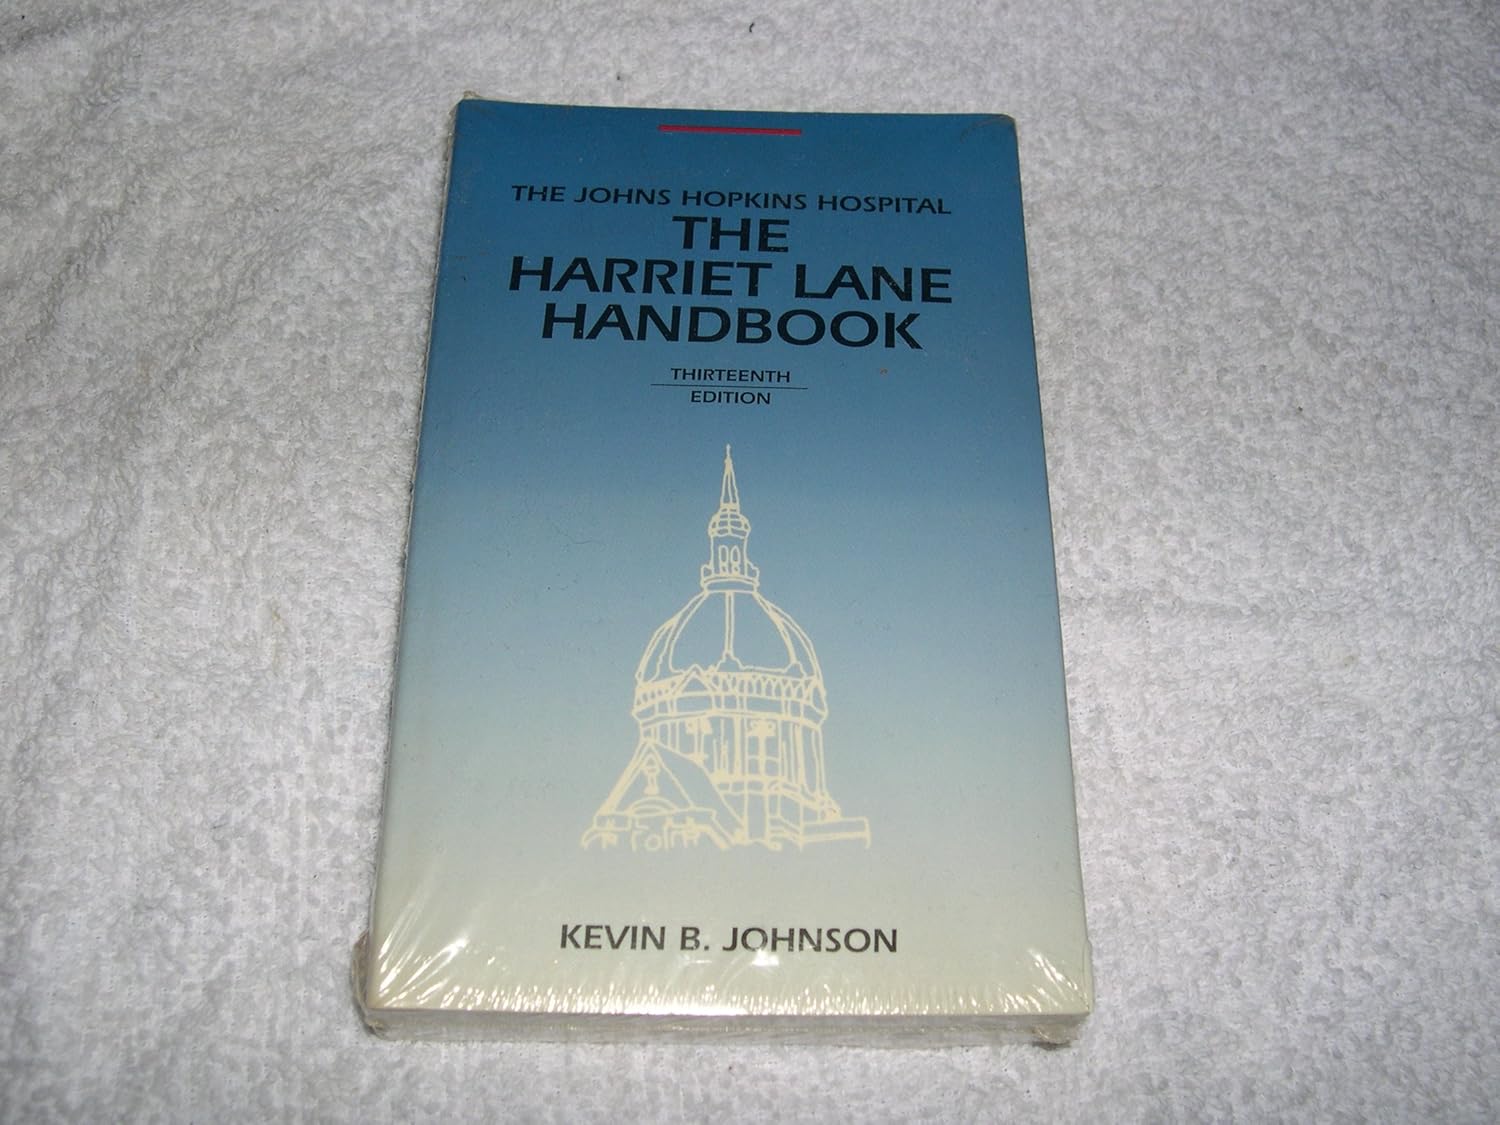 THE JOHNS HOPKINS HOSPITAL
THE
HARRIET LANE
HANDBOOK
THIRTEENTH
EDITION
KEVIN B. JOHNSON